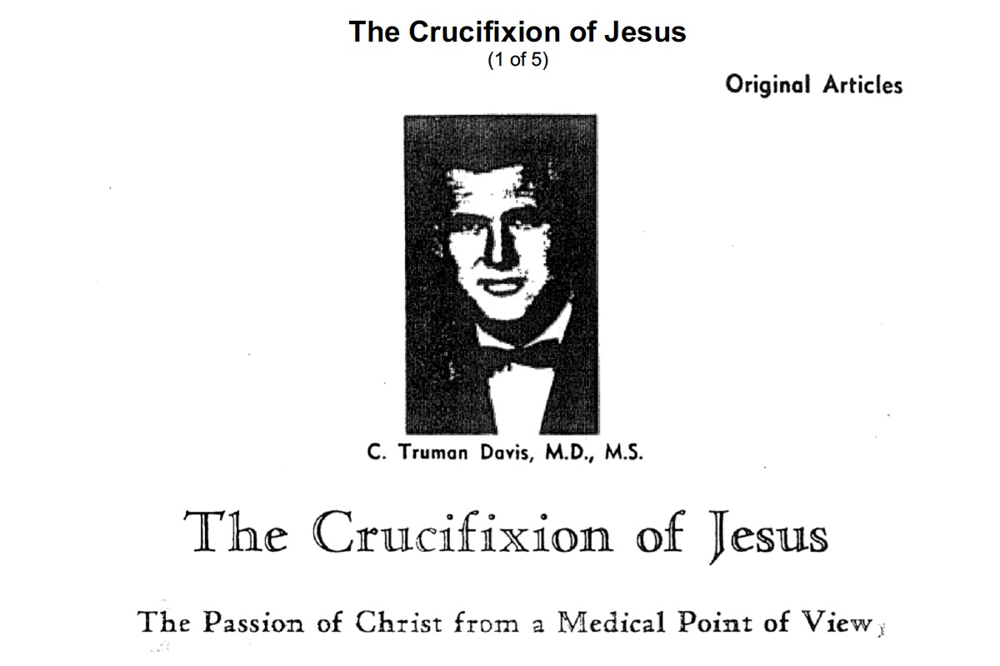 The Crucifixion of Jesus
(1 of 5)
Original Articles
C. Truman Davis, M.D., M.S.
The Crucifixion of Jesus
The Passion of Christ from a Medical Point of View